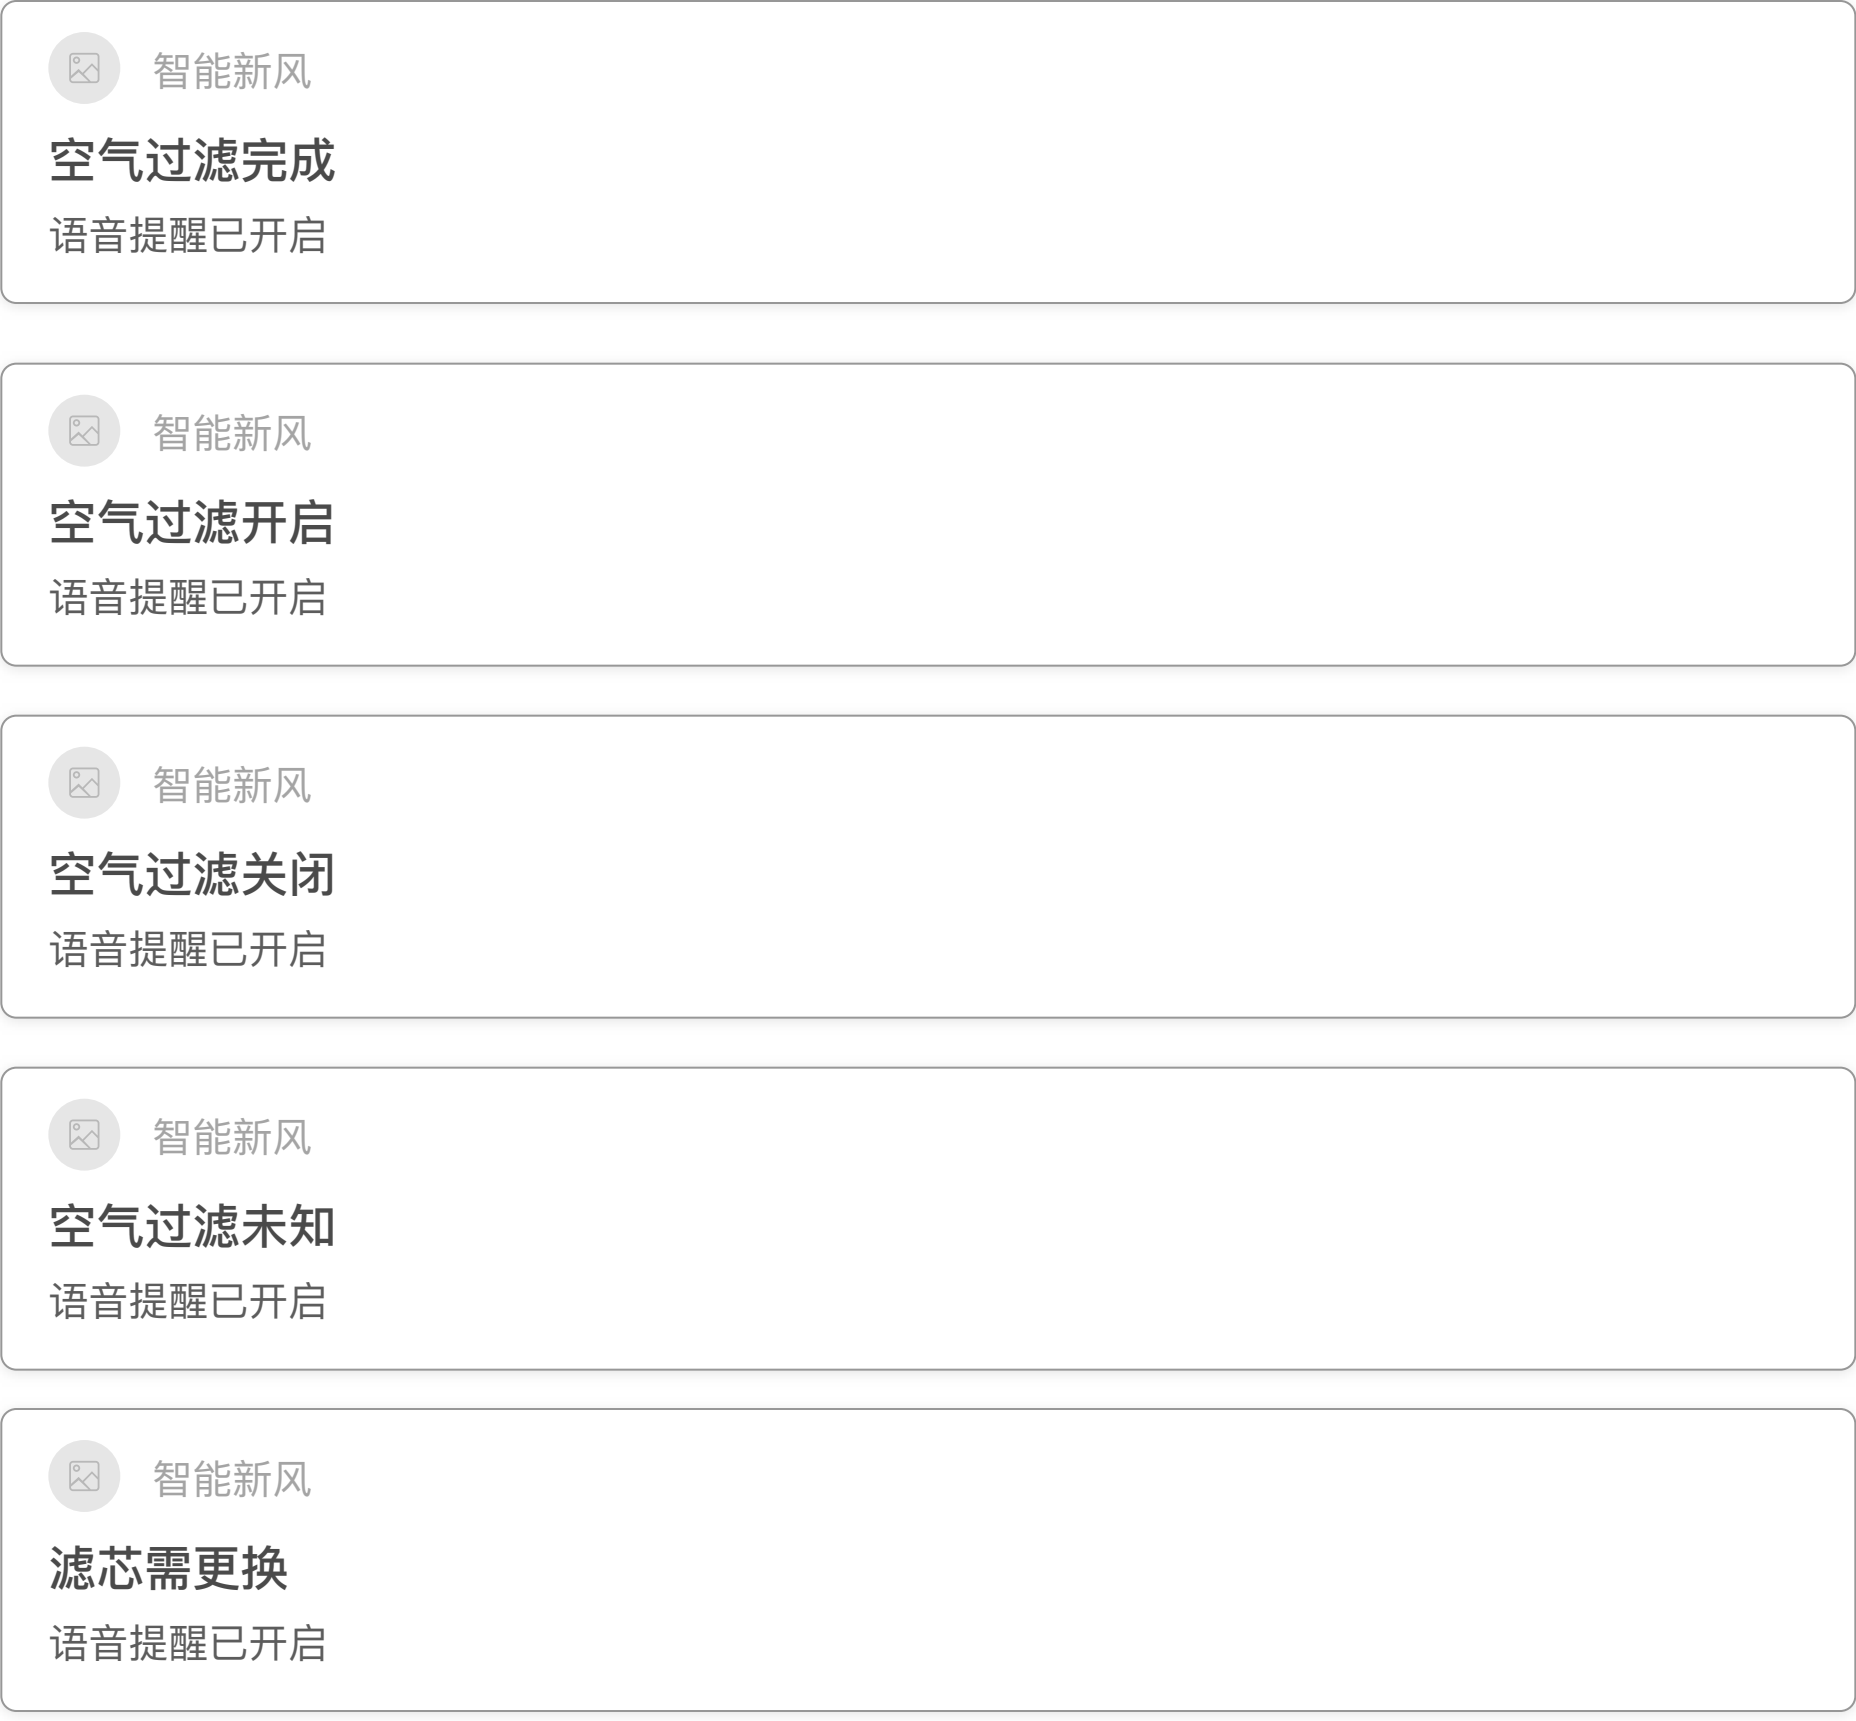 智能新风
空气过滤完成
语音提醒已开启
智能新风
空气过滤开启
语音提醒已开启
智能新风
空气过滤关闭
语音提醒已开启
智能新风
空气过滤未知
语音提醒已开启
智能新风
滤芯需更换
语音提醒已开启